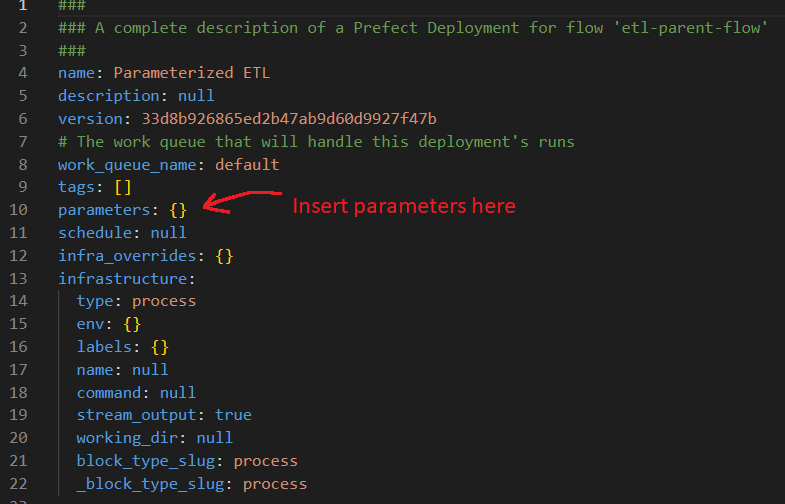 1 ###
2 ### A complete description of a Prefect Deployment for flow 'etl-parent-flow'
3 ###
4 name: Parameterized ETL
5 description: null
6 version: 33d8b926865ed2b47ab9d60d9927f47b
7 # The work queue that will handle this deployment's runs
8 work_queue_name: default
9 tags: []
10 parameters: {} Insert parameters here
11 schedule: null
12 infra_overrides: {}
13 infrastructure:
14 type: process
15 env: {}
16 labels: {}
17 name: null
18 command: null
19 stream_output: true
20 working_dir: null
21 block_type_slug: process
22 _block_type_slug: process